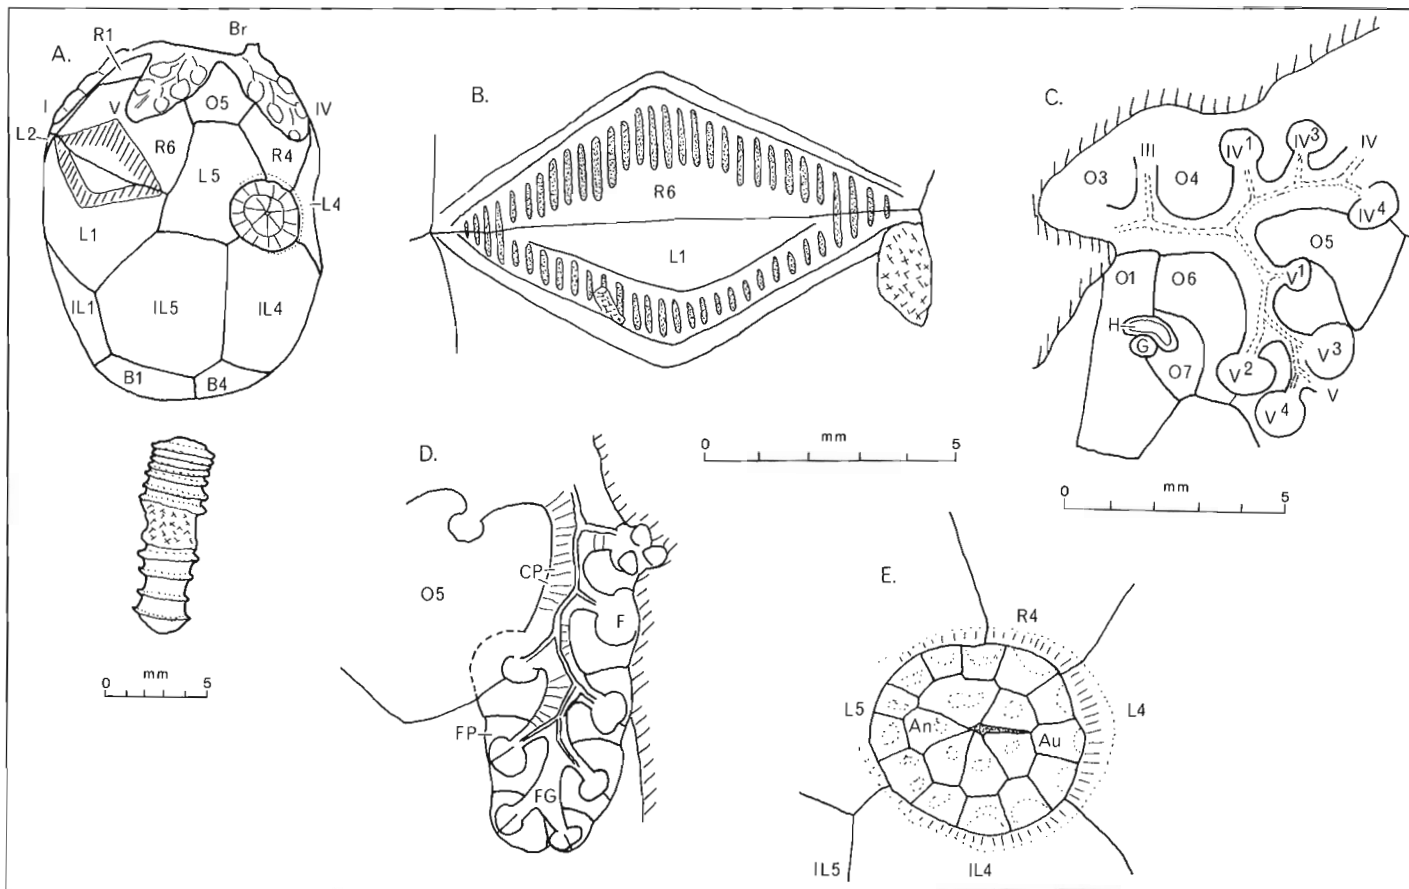 A.
R1
Br
I
V
O5
IV
L2
R6
L5
R4
L4
L1
IL1
IL5
IL4
B1
B4
mm
0 5
B.
R6
L1
mm
0 5
C.
IV1 IV3
III
IV
O3
O4
IV4
O5
O1
O6
V1
H
G
V3
O7
V2
V
V4
mm
0 5
D.
CP
O5
F
FP
FG
E.
R4
L5
L4
An
Au
IL5
IL4